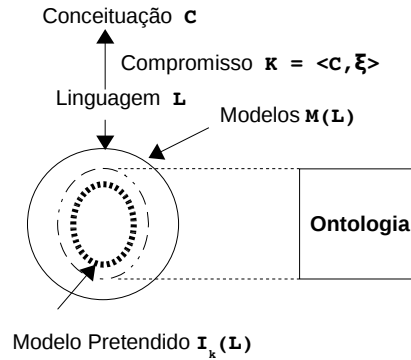 Conceituação C
Compromisso K = <C,ξ>
Linguagem L
Modelos M(L)
Ontologia
Modelo Pretendido Iₖ(L)